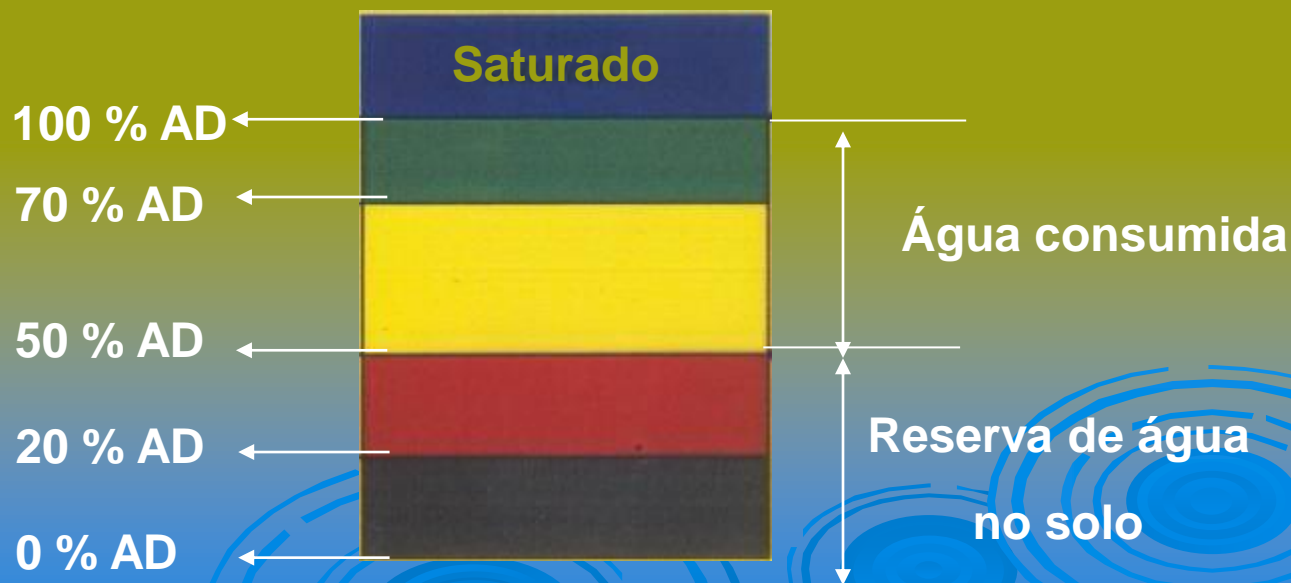 Saturado
100 % AD
70 % AD
50 % AD
20 % AD
0 % AD
Água consumida
Reserva de água
no solo